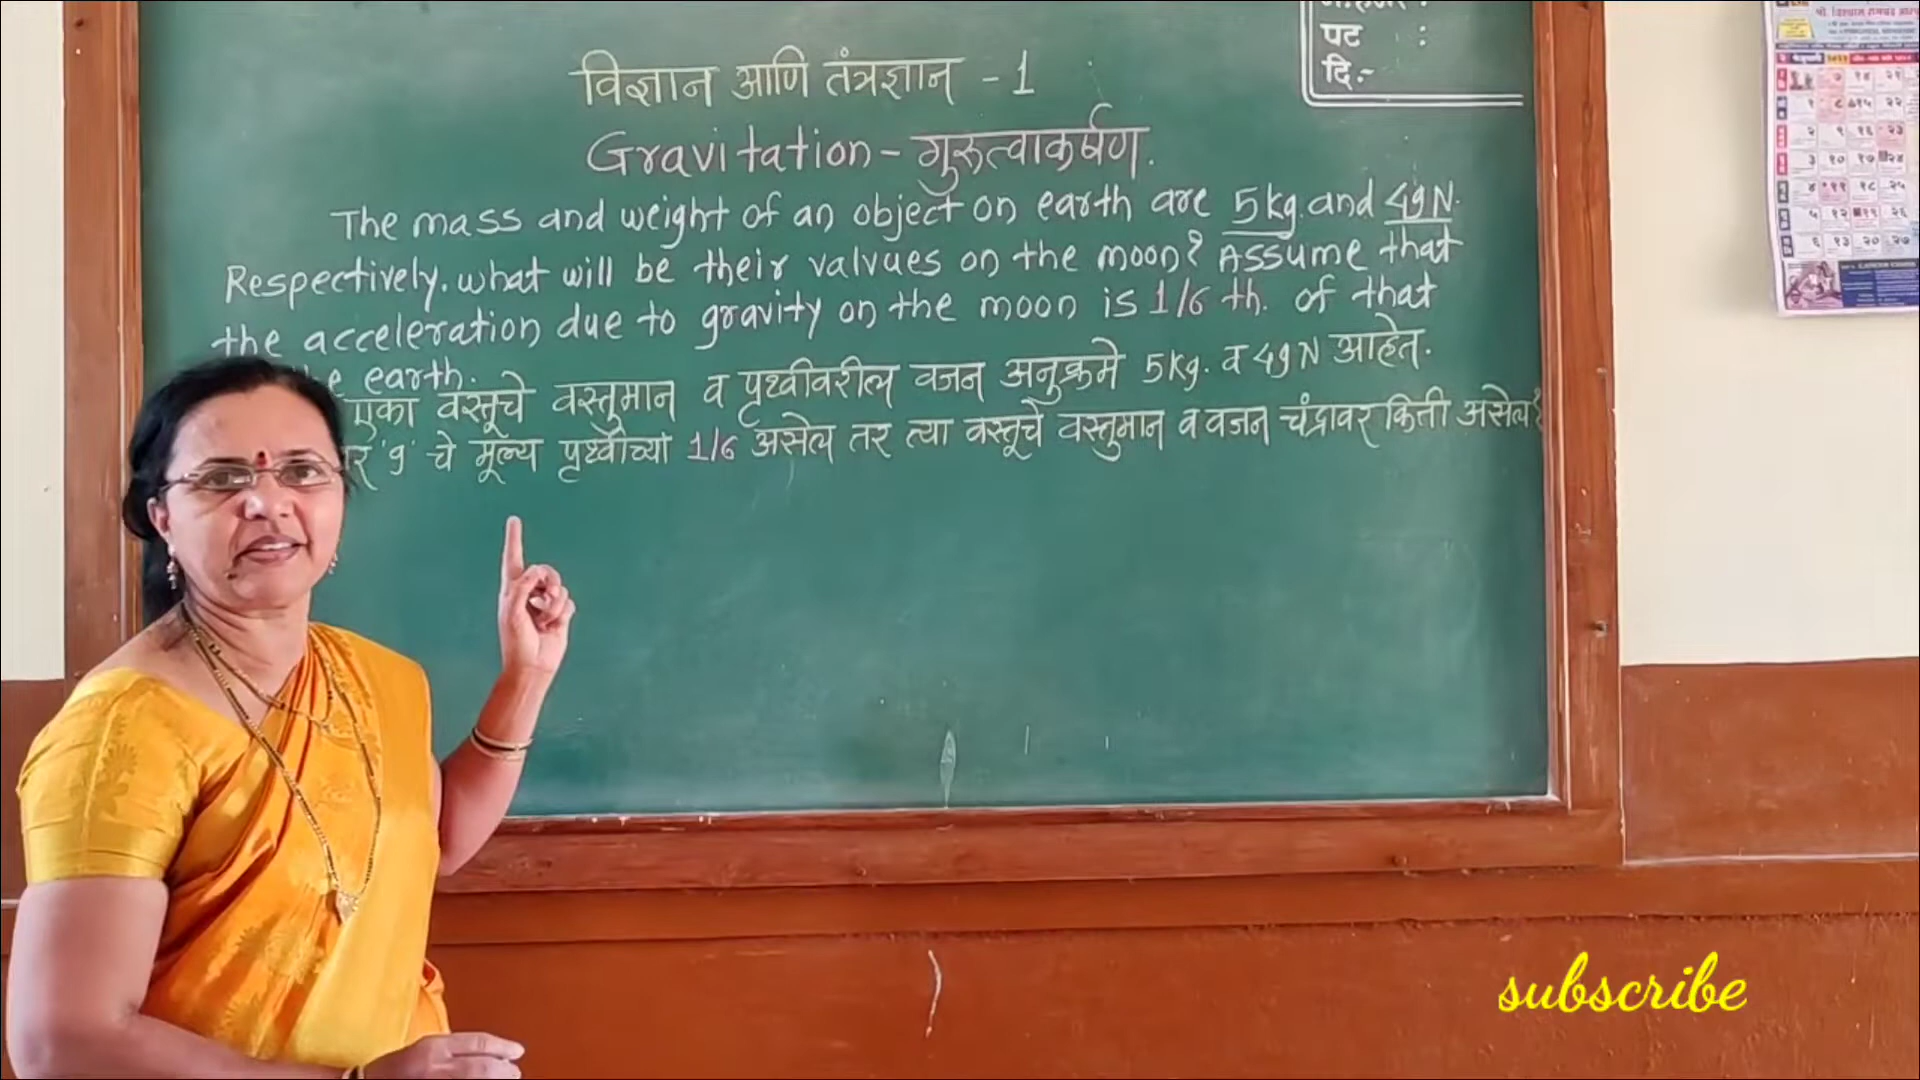 पट :
दि.-
विज्ञान आणि तंत्रज्ञान - 1
Gravitation - गुरुत्वाकर्षण.
The mass and weight of an object on earth are 5kg. and 49N.
Respectively. what will be their valvues on the moon? Assume that
the acceleration due to gravity on the moon is 1/6 th. of that
earth.
एका वस्तूचे वस्तुमान व पृथ्वीवरील वजन अनुक्रमे 5kg. व 49N आहेत.
'g' चे मूल्य पृथ्वीच्या 1/6 असेल तर त्या वस्तूचे वस्तुमान व वजन चंद्रावर किती असेल?
subscribe